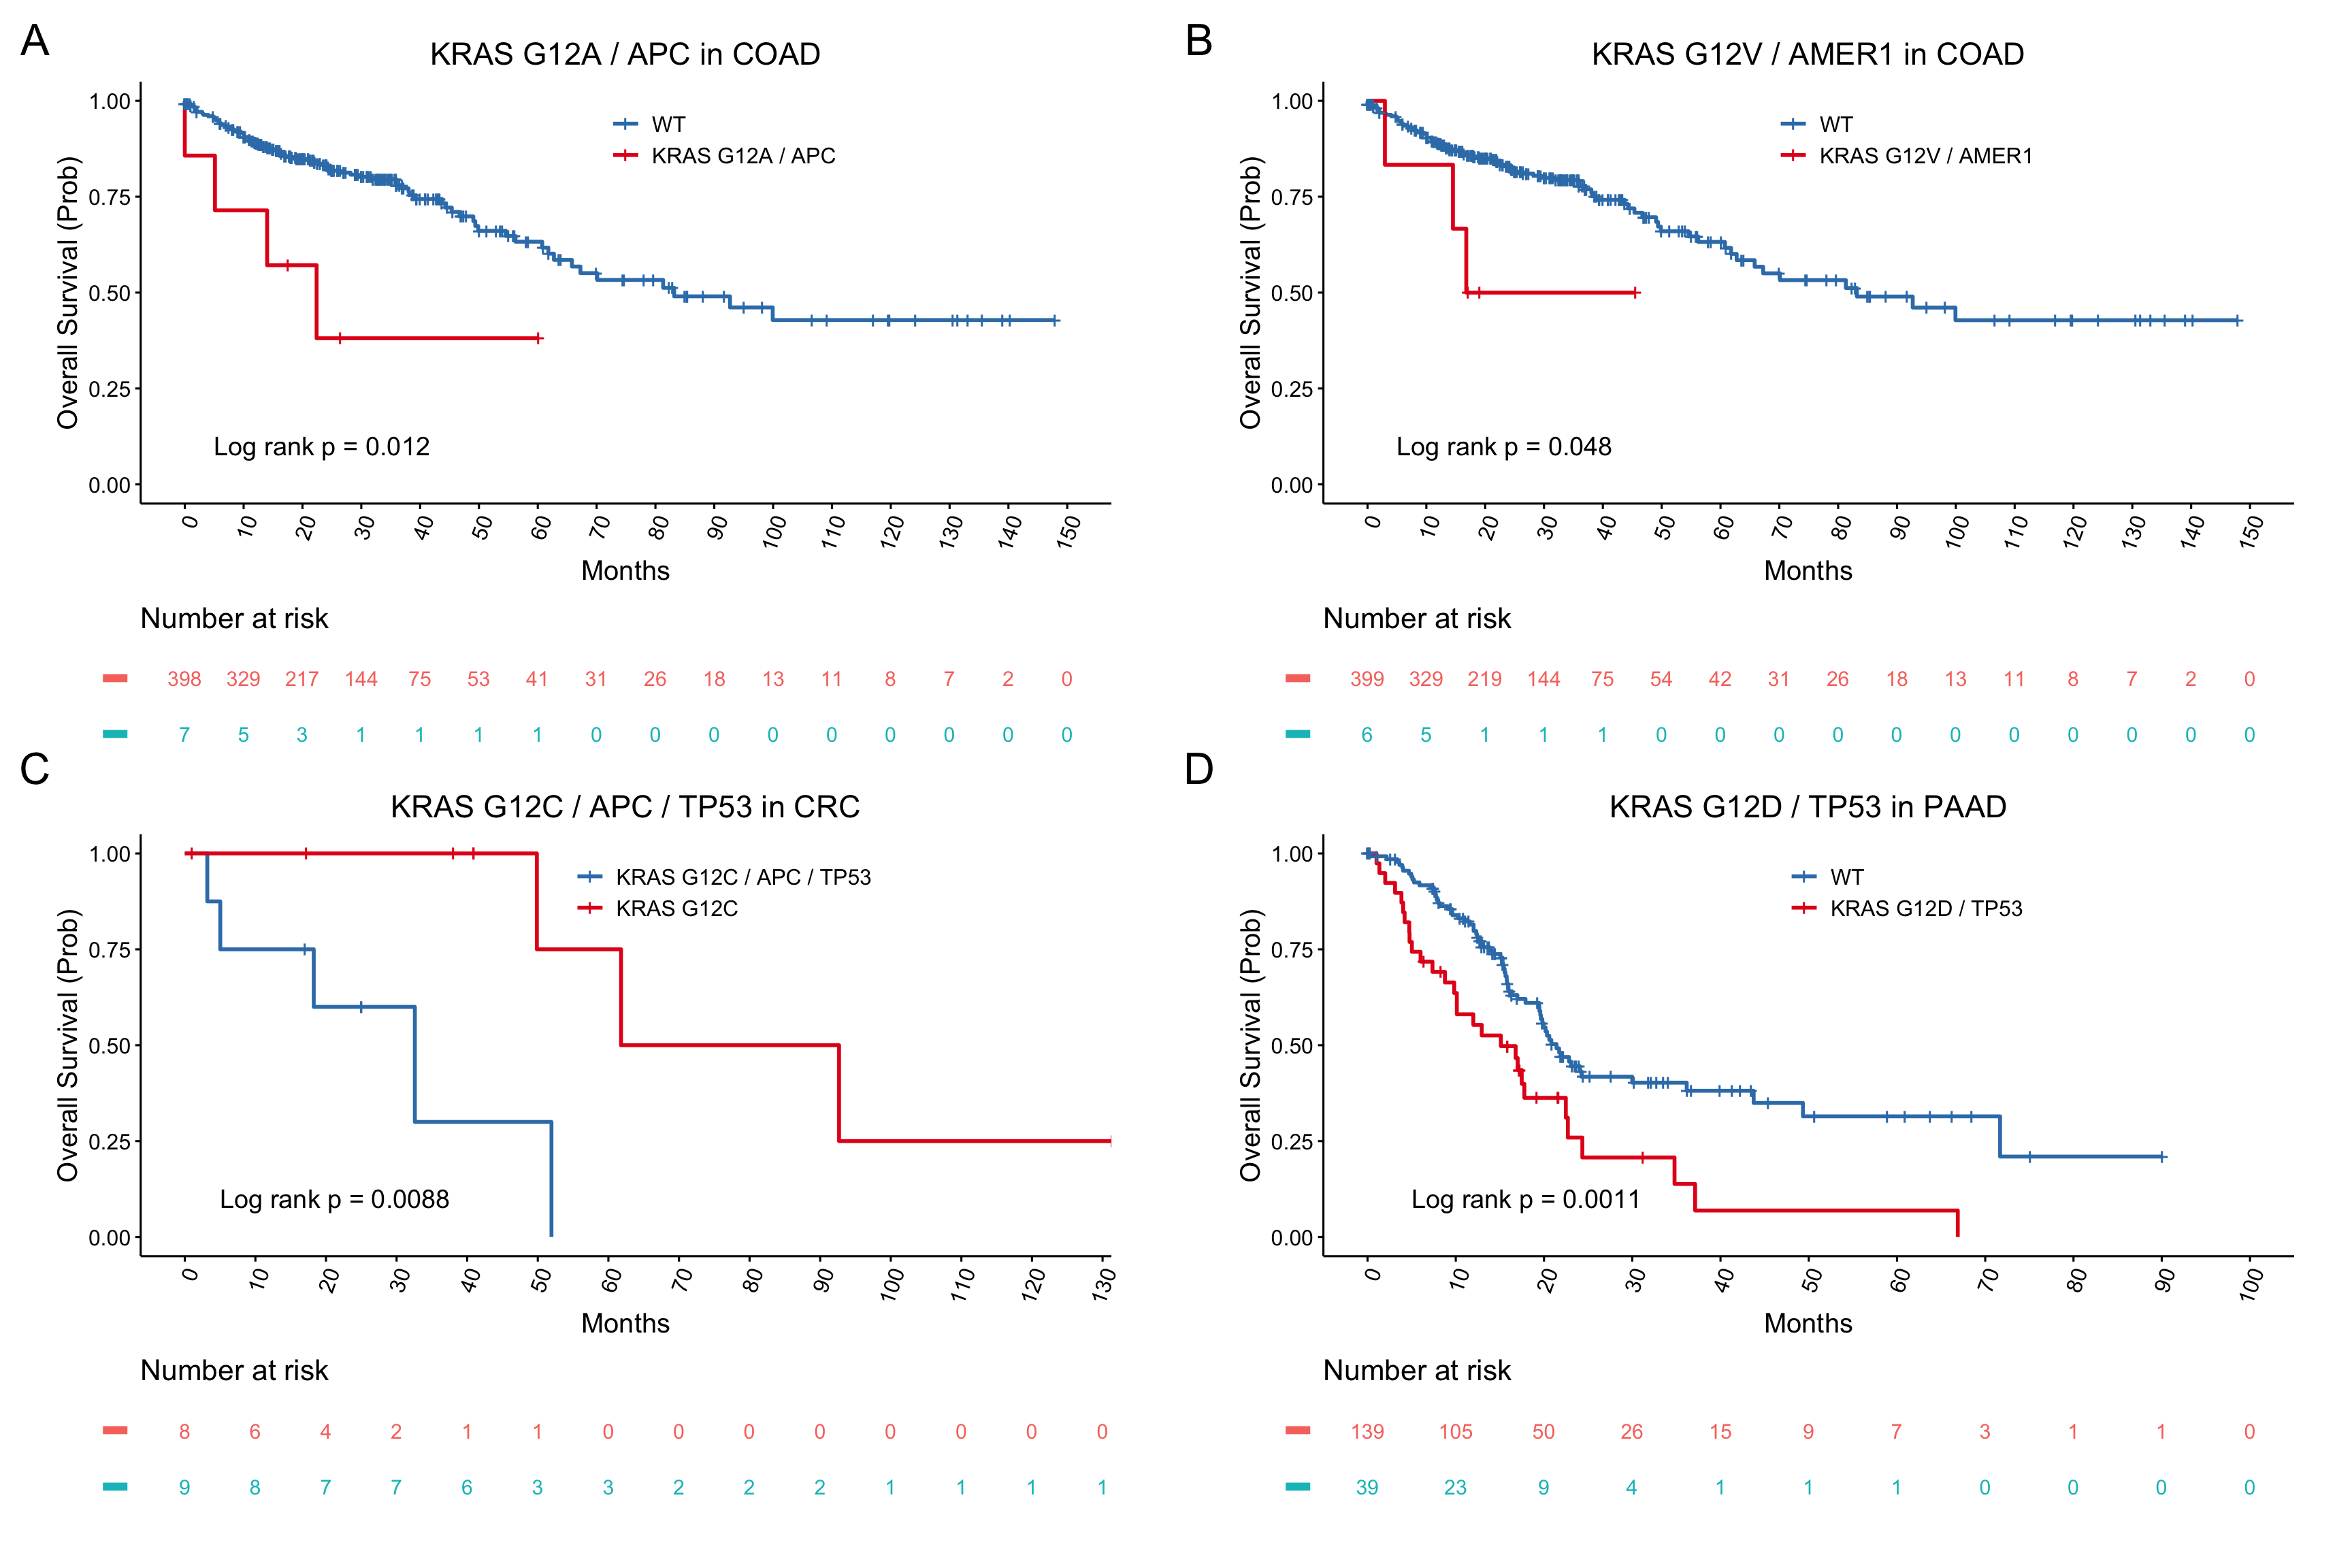 A
KRAS G12A / APC in COAD
WT
KRAS G12A / APC
Overall Survival (Prob)
1.00
0.75
0.50
0.25
0.00
Log rank p = 0.012
0 10 20 30 40 50 60 70 80 90 100 110 120 130 140 150
Months
Number at risk
398 329 217 144 75 53 41 31 26 18 13 11 8 7 2 0
7 5 3 1 1 1 1 0 0 0 0 0 0 0 0 0
B
KRAS G12V / AMER1 in COAD
WT
KRAS G12V / AMER1
Overall Survival (Prob)
1.00
0.75
0.50
0.25
0.00
Log rank p = 0.048
0 10 20 30 40 50 60 70 80 90 100 110 120 130 140 150
Months
Number at risk
399 329 219 144 75 54 42 31 26 18 13 11 8 7 2 0
6 5 1 1 1 0 0 0 0 0 0 0 0 0 0 0
C
KRAS G12C / APC / TP53 in CRC
KRAS G12C / APC / TP53
KRAS G12C
Overall Survival (Prob)
1.00
0.75
0.50
0.25
0.00
Log rank p = 0.0088
0 10 20 30 40 50 60 70 80 90 100 110 120 130
Months
Number at risk
8 6 4 2 1 1 0 0 0 0 0 0 0 0
9 8 7 7 6 3 3 2 2 2 1 1 1 1
D
KRAS G12D / TP53 in PAAD
WT
KRAS G12D / TP53
Overall Survival (Prob)
1.00
0.75
0.50
0.25
0.00
Log rank p = 0.0011
0 10 20 30 40 50 60 70 80 90 100
Months
Number at risk
139 105 50 26 15 9 7 3 1 1 0
39 23 9 4 1 1 1 0 0 0 0